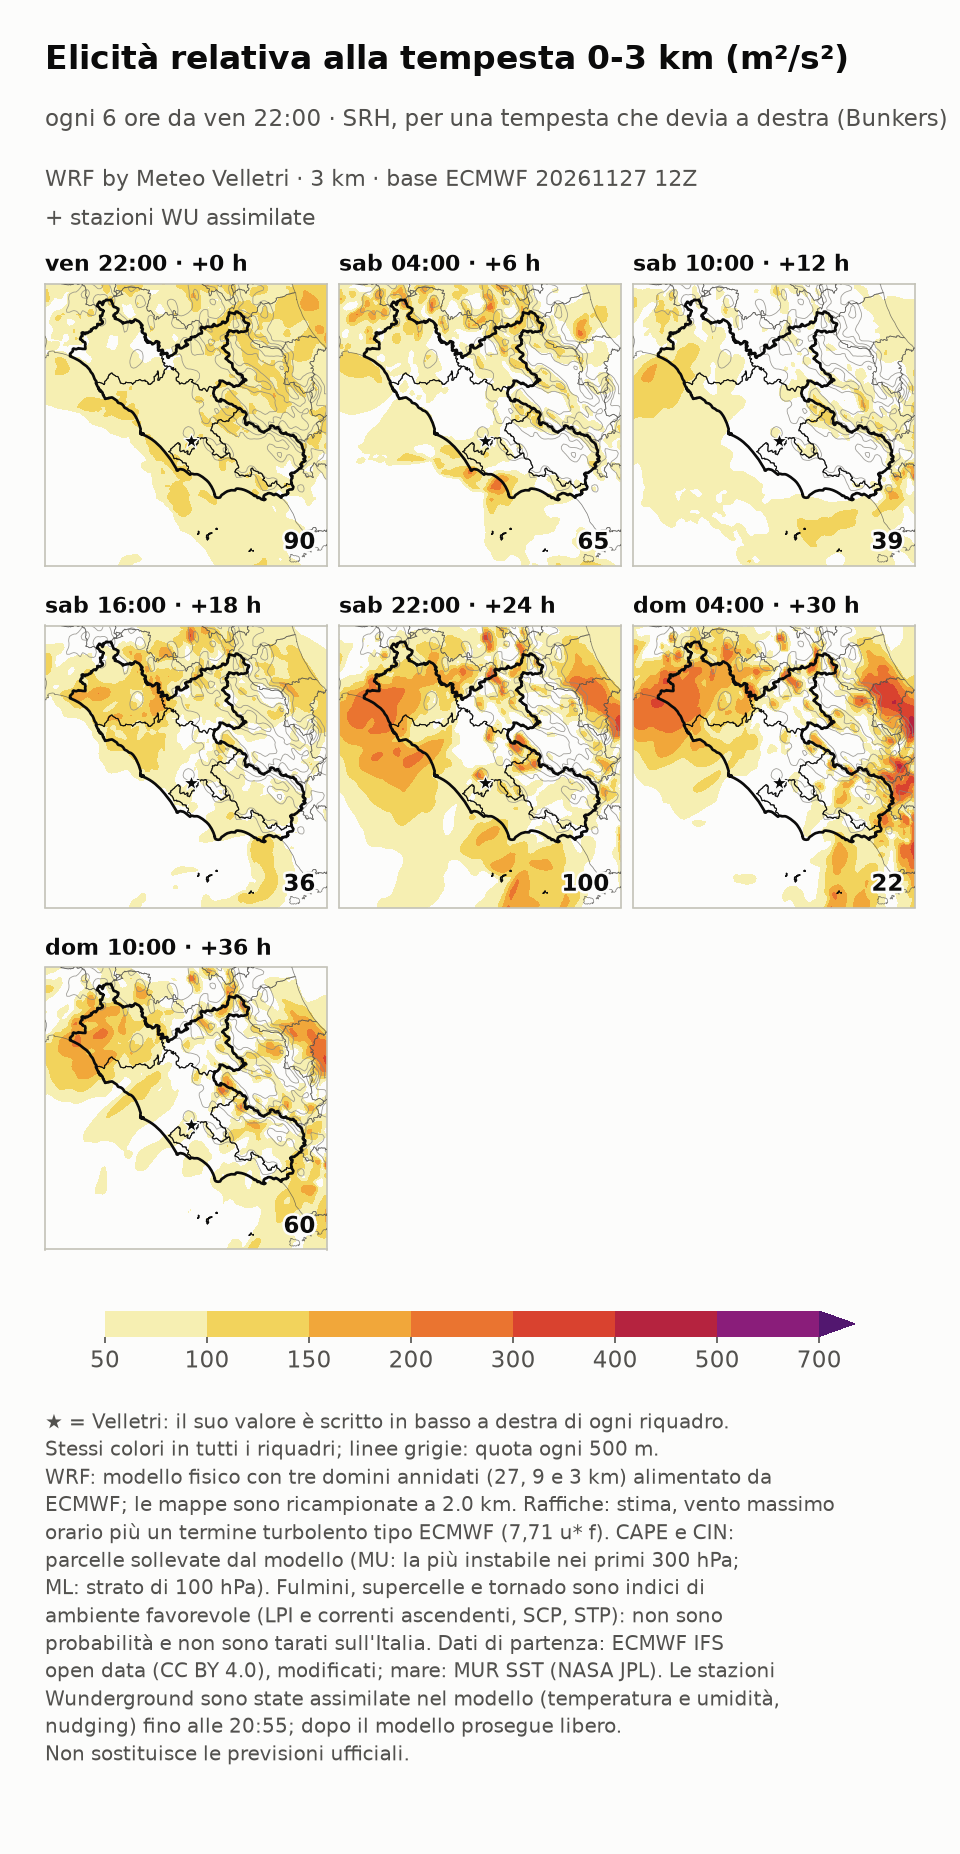 Elicità relativa alla tempesta 0-3 km (m²/s²)
ogni 6 ore da ven 22:00 · SRH, per una tempesta che devia a destra (Bunkers)
WRF by Meteo Velletri · 3 km · base ECMWF 20261127 12Z
+ stazioni WU assimilate
ven 22:00 · +0 h
sab 04:00 · +6 h
sab 10:00 · +12 h
90
65
39
sab 16:00 · +18 h
sab 22:00 · +24 h
dom 04:00 · +30 h
36
100
22
dom 10:00 · +36 h
60
50 100 150 200 300 400 500 700
★ = Velletri: il suo valore è scritto in basso a destra di ogni riquadro.
Stessi colori in tutti i riquadri; linee grigie: quota ogni 500 m.
WRF: modello fisico con tre domini annidati (27, 9 e 3 km) alimentato da
ECMWF; le mappe sono ricampionate a 2.0 km. Raffiche: stima, vento massimo
orario più un termine turbolento tipo ECMWF (7,71 u* f). CAPE e CIN:
parcelle sollevate dal modello (MU: la più instabile nei primi 300 hPa;
ML: strato di 100 hPa). Fulmini, supercelle e tornado sono indici di
ambiente favorevole (LPI e correnti ascendenti, SCP, STP): non sono
probabilità e non sono tarati sull'Italia. Dati di partenza: ECMWF IFS
open data (CC BY 4.0), modificati; mare: MUR SST (NASA JPL). Le stazioni
Wunderground sono state assimilate nel modello (temperatura e umidità,
nudging) fino alle 20:55; dopo il modello prosegue libero.
Non sostituisce le previsioni ufficiali.